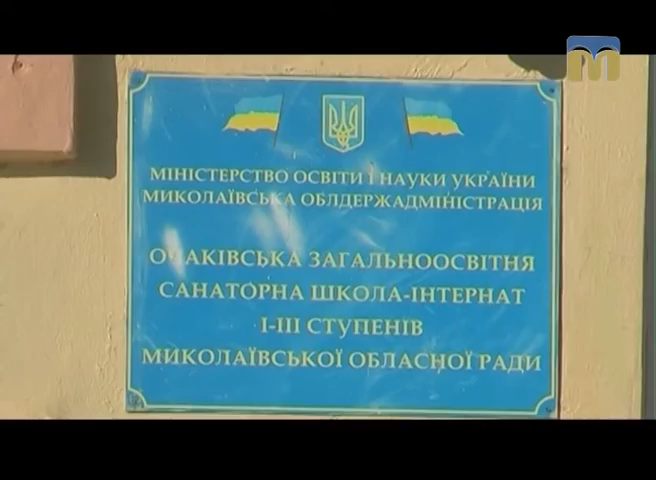 МІНІСТЕРСТВО ОСВІТИ І НАУКИ УКРАЇНИ
МИКОЛАЇВСЬКА ОБЛДЕРЖАДМІНІСТРАЦІЯ
ОЧАКІВСЬКА ЗАГАЛЬНООСВІТНЯ
САНАТОРНА ШКОЛА-ІНТЕРНАТ
І-ІІІ СТУПЕНІВ
МИКОЛАЇВСЬКОЇ ОБЛАСНОЇ РАДИ